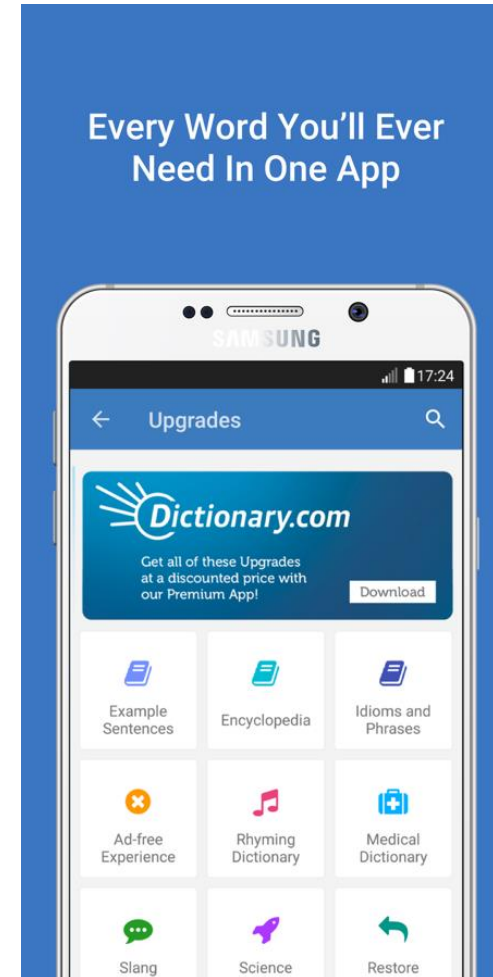 Every Word You'll Ever
Need In One App
SAMSUNG
17:24
Upgrades
Dictionary.com
Get all of these Upgrades
at a discounted price with
our Premium App!
Download
Example
Sentences
Encyclopedia
Idioms and
Phrases
Ad-free
Experience
Rhyming
Dictionary
Medical
Dictionary
Slang
Science
Restore